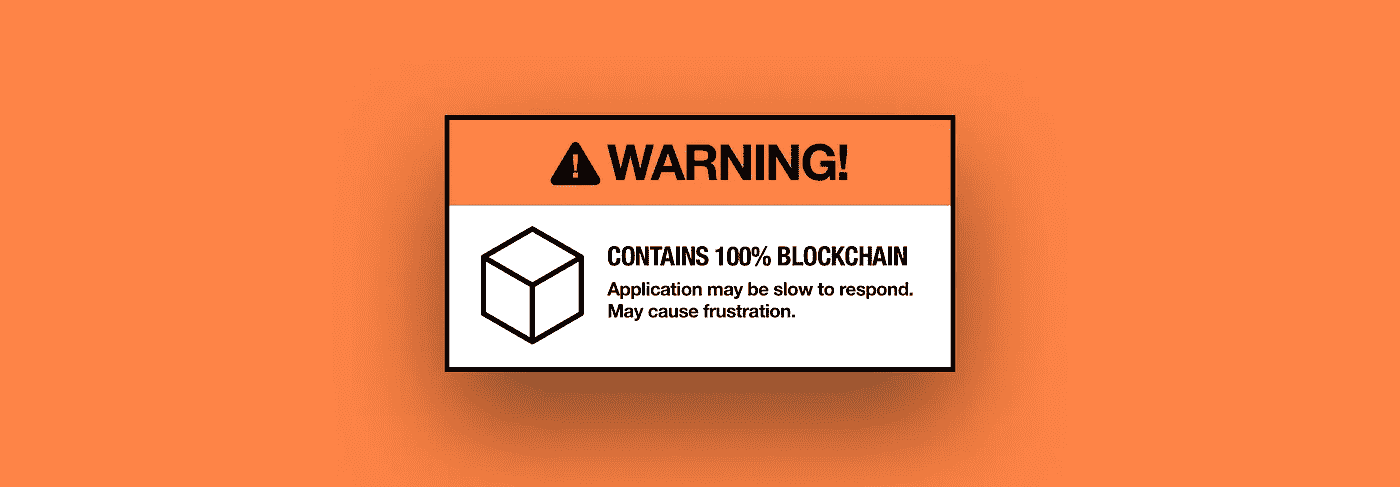 WARNING!
CONTAINS 100% BLOCKCHAIN
Application may be slow to respond.
May cause frustration.